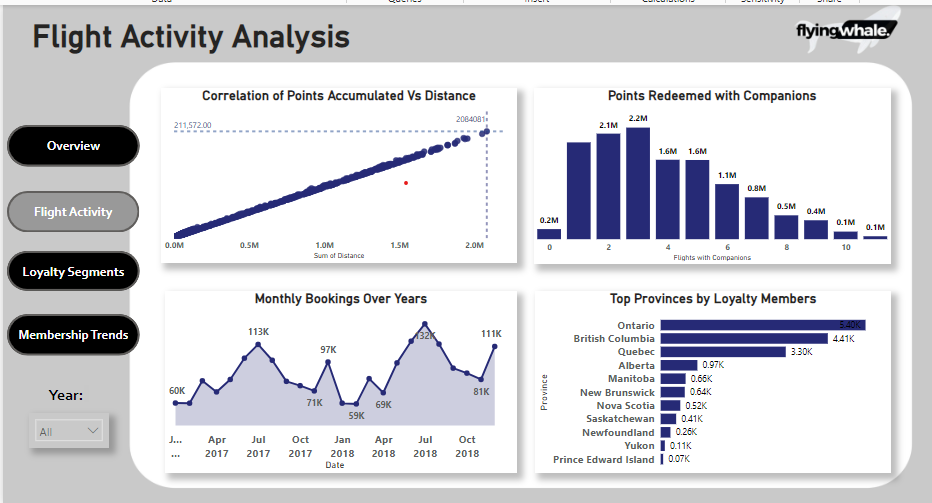 Data Queries Insert Calculations Sensitivity Share
Flight Activity Analysis
flyingwhale.
Overview
Flight Activity
Loyalty Segments
Membership Trends
Year:
All
Correlation of Points Accumulated Vs Distance
211,572.00
2084081
0.0M 0.5M 1.0M 1.5M 2.0M
Sum of Distance
Points Redeemed with Companions
0.2M 2.1M 2.2M 1.6M 1.6M 1.1M 0.8M 0.5M 0.4M 0.1M 0.1M
0 2 4 6 8 10
Flights with Companions
Monthly Bookings Over Years
60K 113K 71K 97K 59K 69K 132K 81K 111K
J... Apr Jul Oct Jan Apr Jul Oct
... 2017 2017 2017 2018 2018 2018 2018
Date
Top Provinces by Loyalty Members
Province
Ontario 5.40K
British Columbia 4.41K
Quebec 3.30K
Alberta 0.97K
Manitoba 0.66K
New Brunswick 0.64K
Nova Scotia 0.52K
Saskatchewan 0.41K
Newfoundland 0.26K
Yukon 0.11K
Prince Edward Island 0.07K